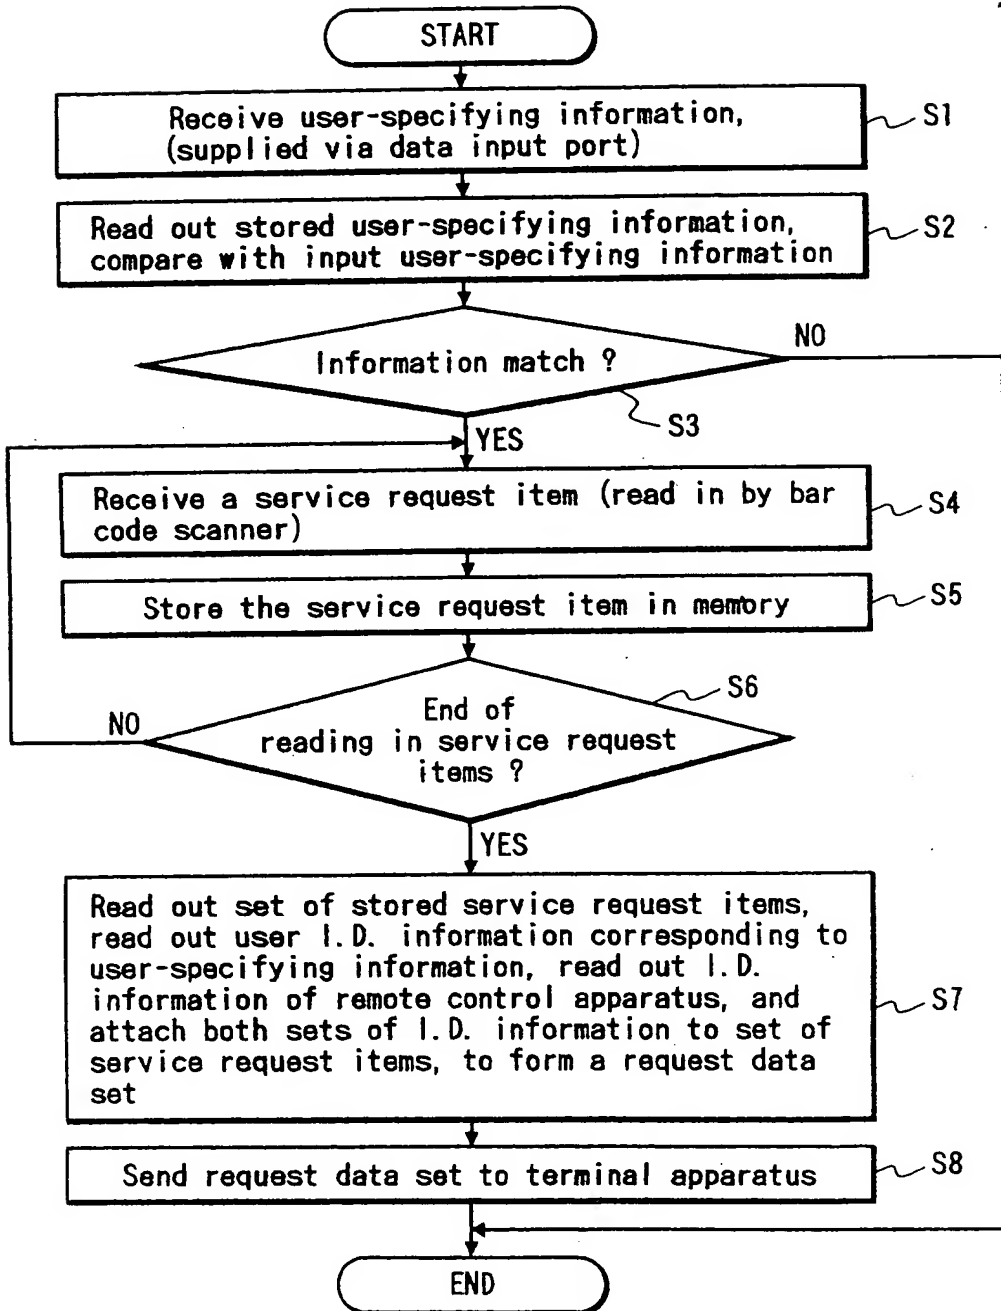 START
Receive user-specifying information,
(supplied via data input port)
S1
Read out stored user-specifying information,
compare with input user-specifying information
S2
Information match ?
NO
S3
YES
Receive a service request item (read in by bar
code scanner)
S4
Store the service request item in memory
S5
End of
reading in service request
items ?
S6
NO
YES
Read out set of stored service request items,
read out user I.D. information corresponding to
user-specifying information, read out I.D.
information of remote control apparatus, and
attach both sets of I.D. information to set of
service request items, to form a request data
set
S7
Send request data set to terminal apparatus
S8
END